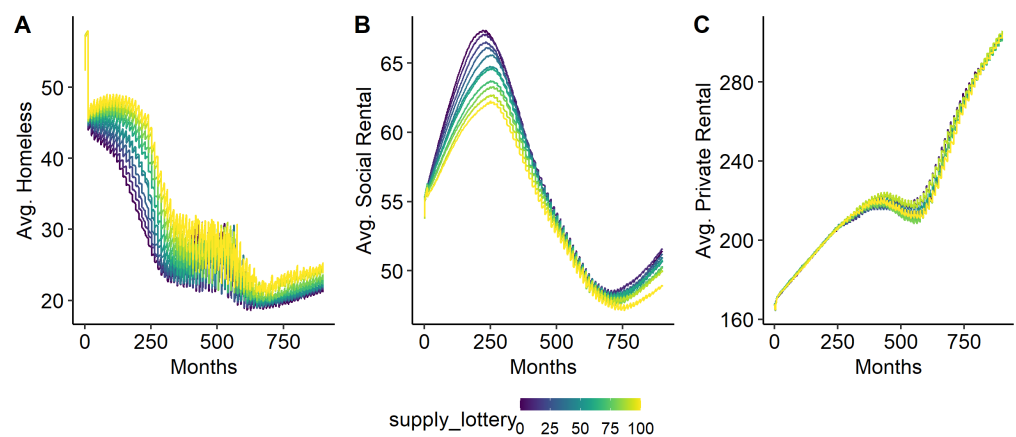 A
B
C
Avg. Homeless
50
40
30
20
0 250 500 750
Months
Avg. Social Rental
65
60
55
50
0 250 500 750
Months
Avg. Private Rental
280
240
200
160
0 250 500 750
Months
supply_lottery
0 25 50 75 100